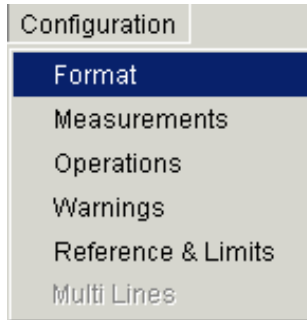 Configuration
Format
Measurements
Operations
Warnings
Reference & Limits
Multi Lines